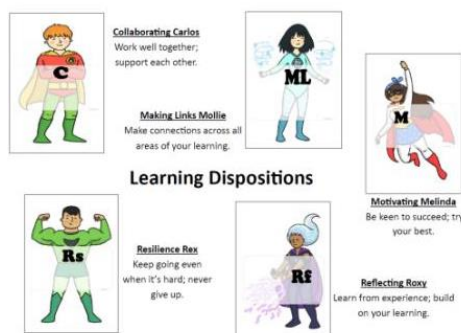 Collaborating Carlos
Work well together;
support each other.
C
ML
Making Links Mollie
Make connections across all
areas of your learning.
M
Learning Dispositions
Motivating Melinda
Be keen to succeed; try
your best.
Rs
Resilience Rex
Keep going even
when it's hard; never
give up.
Rf
Reflecting Roxy
Learn from experience; build
on your learning.